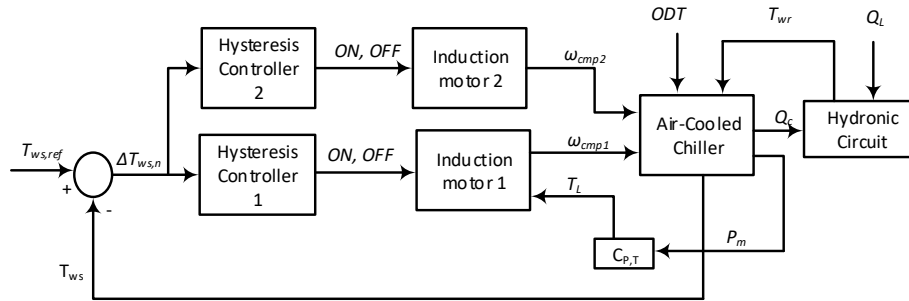 ODT
T_wr
Q_L
Hysteresis
Controller
2
ON, OFF
Induction
motor 2
ω_cmp2
Air-Cooled
Chiller
Q_c
Hydronic
Circuit
T_ws,ref
+
-
ΔT_ws,n
Hysteresis
Controller
1
ON, OFF
Induction
motor 1
ω_cmp1
T_L
C_P,T
P_m
T_ws